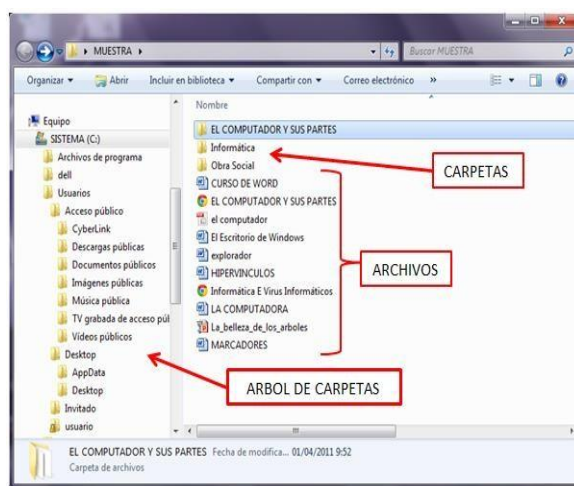 MUESTRA
Buscar MUESTRA
Organizar
Abrir
Incluir en biblioteca
Compartir con
Correo electrónico
»
Equipo
SISTEMA (C:)
Archivos de programa
dell
Usuarios
Acceso público
CyberLink
Descargas públicas
Documentos públicos
Imágenes públicas
Música pública
TV grabada de acceso púl
Vídeos públicos
Desktop
AppData
Desktop
Invitado
usuario
Nombre
EL COMPUTADOR Y SUS PARTES
Informática
Obra Social
CURSO DE WORD
EL COMPUTADOR Y SUS PARTES
el computador
El Escritorio de Windows
explorador
HIPERVINCULOS
Informática E Virus Informáticos
LA COMPUTADORA
La_belleza_de_los_arboles
MARCADORES
CARPETAS
ARCHIVOS
ARBOL DE CARPETAS
EL COMPUTADOR Y SUS PARTES Fecha de modifica... 01/04/2011 9:52
Carpeta de archivos